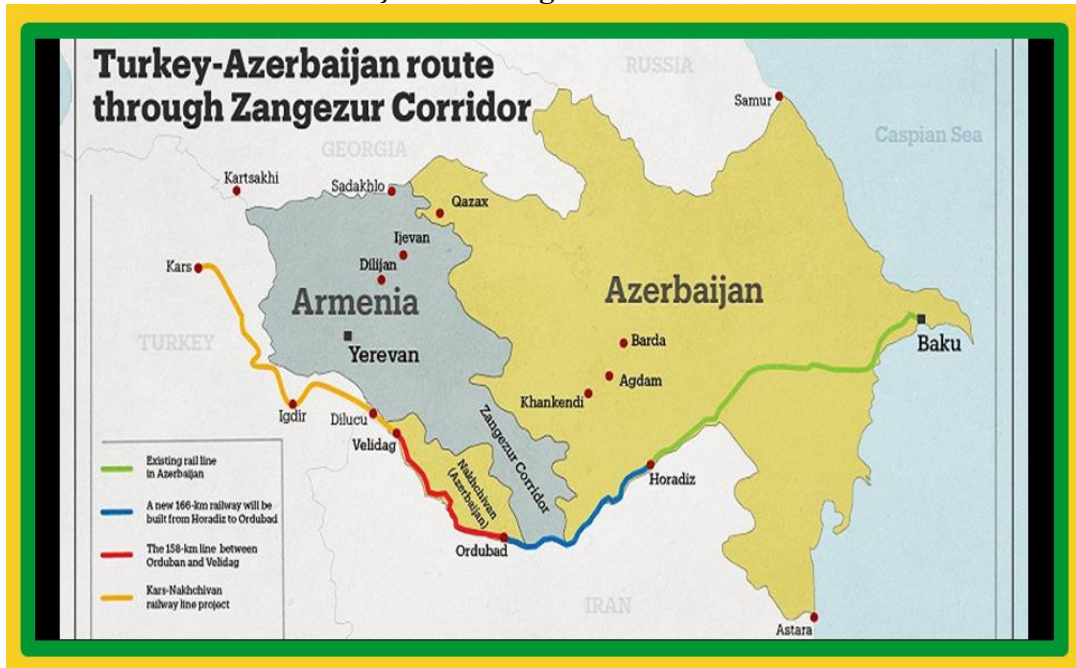 Turkey-Azerbaijan route
through Zangezur Corridor
RUSSIA
Samur
Caspian Sea
GEORGIA
Kartsakhi
Sadakhlo
Qazax
Ijevan
Dilijan
Kars
Armenia
Azerbaijan
TURKEY
Yerevan
Barda
Baku
Agdam
Khankendi
Igdir
Dilucu
Velidag
Zangezur Corridor
Nakhchivan
(Azerbaijan)
Horadiz
Ordubad
IRAN
Astara
Existing rail line
in Azerbaijan
A new 166-km railway will be
built from Horadiz to Ordubad
The 158-km line between
Orduban and Velidag
Kars-Nakhchivan
railway line project